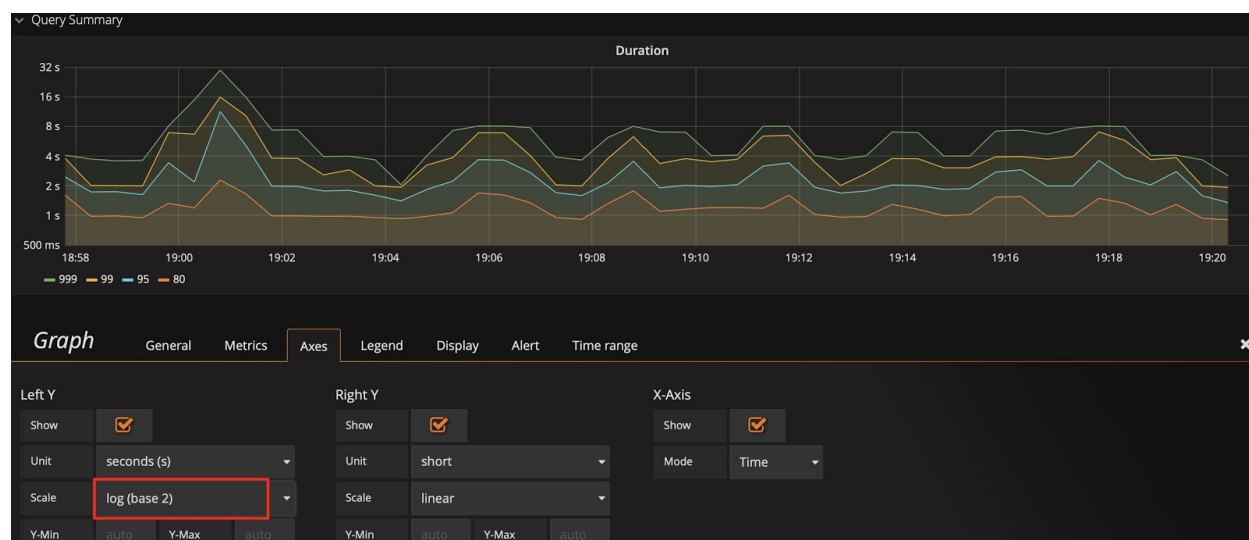 Query Summary
Duration
32 s
16 s
8 s
4 s
2 s
1 s
500 ms
18:58 19:00 19:02 19:04 19:06 19:08 19:10 19:12 19:14 19:16 19:18 19:20
999 99 95 80
Graph General Metrics Axes Legend Display Alert Time range
Left Y Right Y X-Axis
Show Show Show
Unit seconds (s) Unit short Mode Time
Scale log (base 2) Scale linear
Y-Min auto Y-Max auto Y-Min auto Y-Max auto